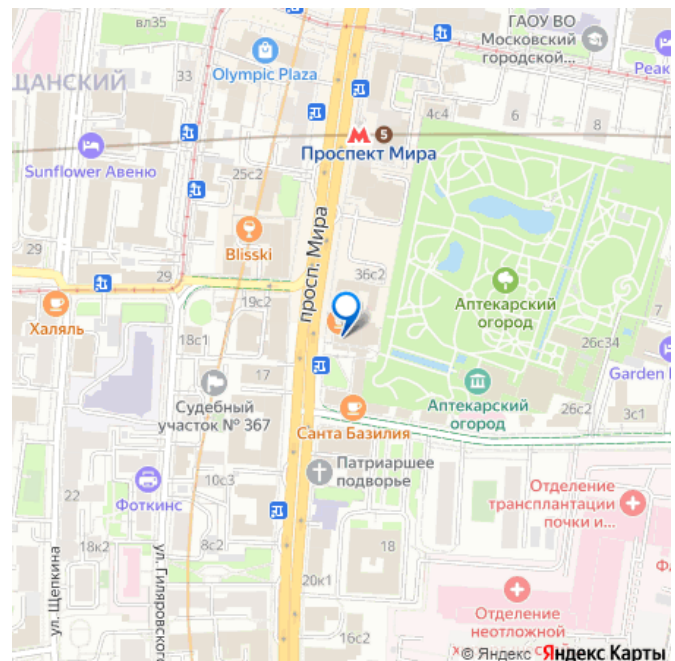 вл35
ГАОУ ВО
Московский
городской...
ЩАНСКИЙ
33
Olympic Plaza
Реак
4с4
6
8
5
Проспект Мира
Sunflower Авеню
25с2
просп. Мира
Blisski
29
29
36с2
19с2
Аптекарский
огород
Халяль
18с1
7
26с34
17
Garden
Судебный
участок № 367
Аптекарский
огород
26с2
3с1
Санта Базилия
Патриаршее
подворье
10с3
Отделение
трансплантации
почки и...
22
Фоткинс
18к2
8с2
18
ул. Щепкина
ул. Гиляровского
20к1
Отделение
неотложной
16с2
© Яндекс Яндекс Карты